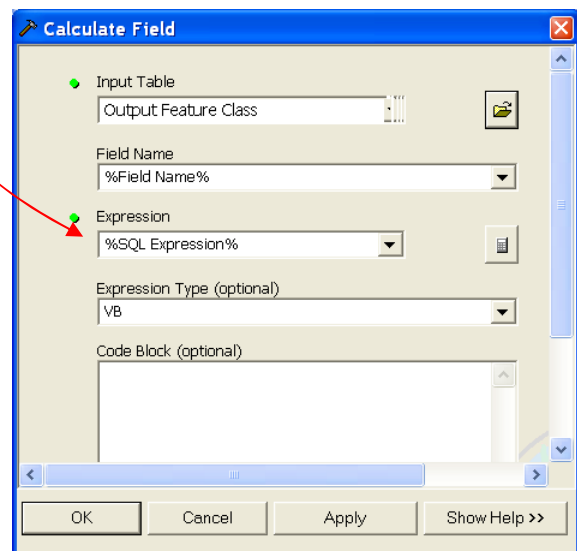 Calculate Field
Input Table
Output Feature Class
Field Name
%Field Name%
Expression
%SQL Expression%
Expression Type (optional)
VB
Code Block (optional)
OK Cancel Apply Show Help >>